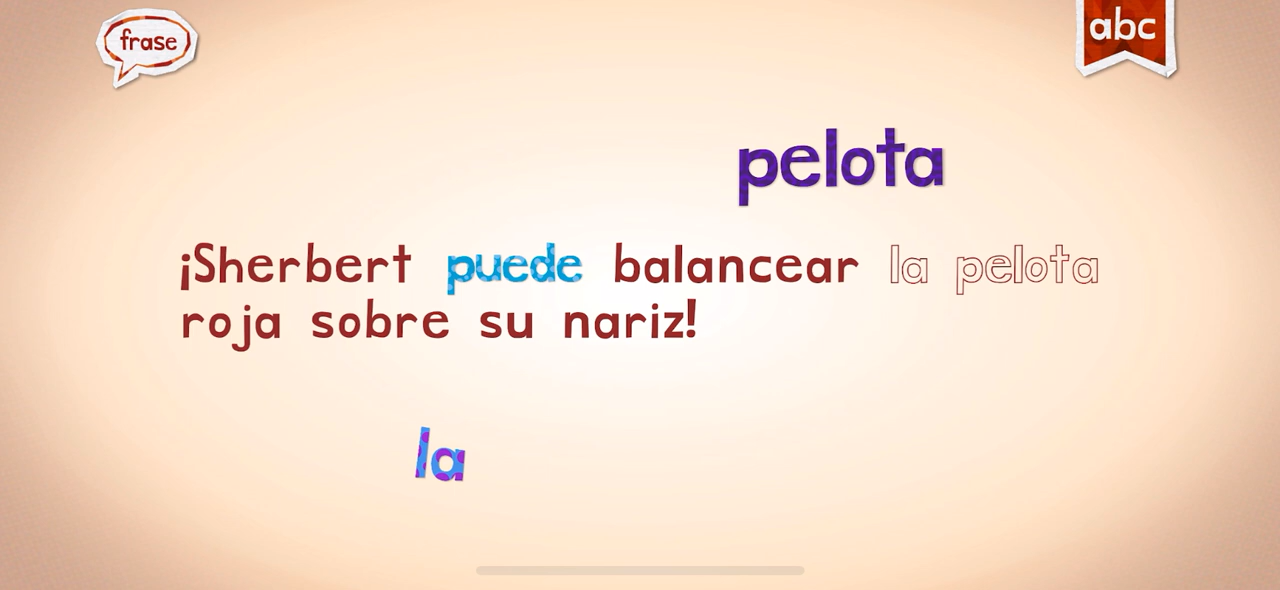 frase
abc
pelota
¡Sherbert puede balancear la pelota
roja sobre su nariz!
la